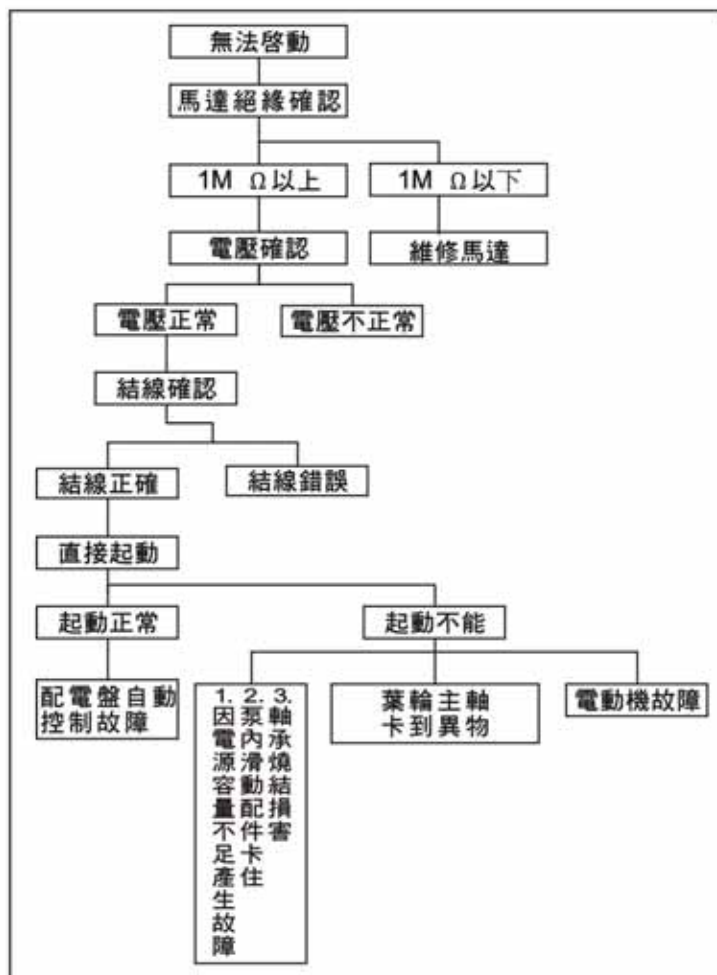 無法啓動
馬達絕緣確認
1M Ω以上
1M Ω以下
電壓確認
維修馬達
電壓正常
電壓不正常
結線確認
結線正確
結線錯誤
直接起動
起動正常
起動不能
配電盤自動
控制故障
1.因電源容量不足產生故障
2.泵內滑動配件卡住
3.軸承燒結損害
葉輪主軸
卡到異物
電動機故障